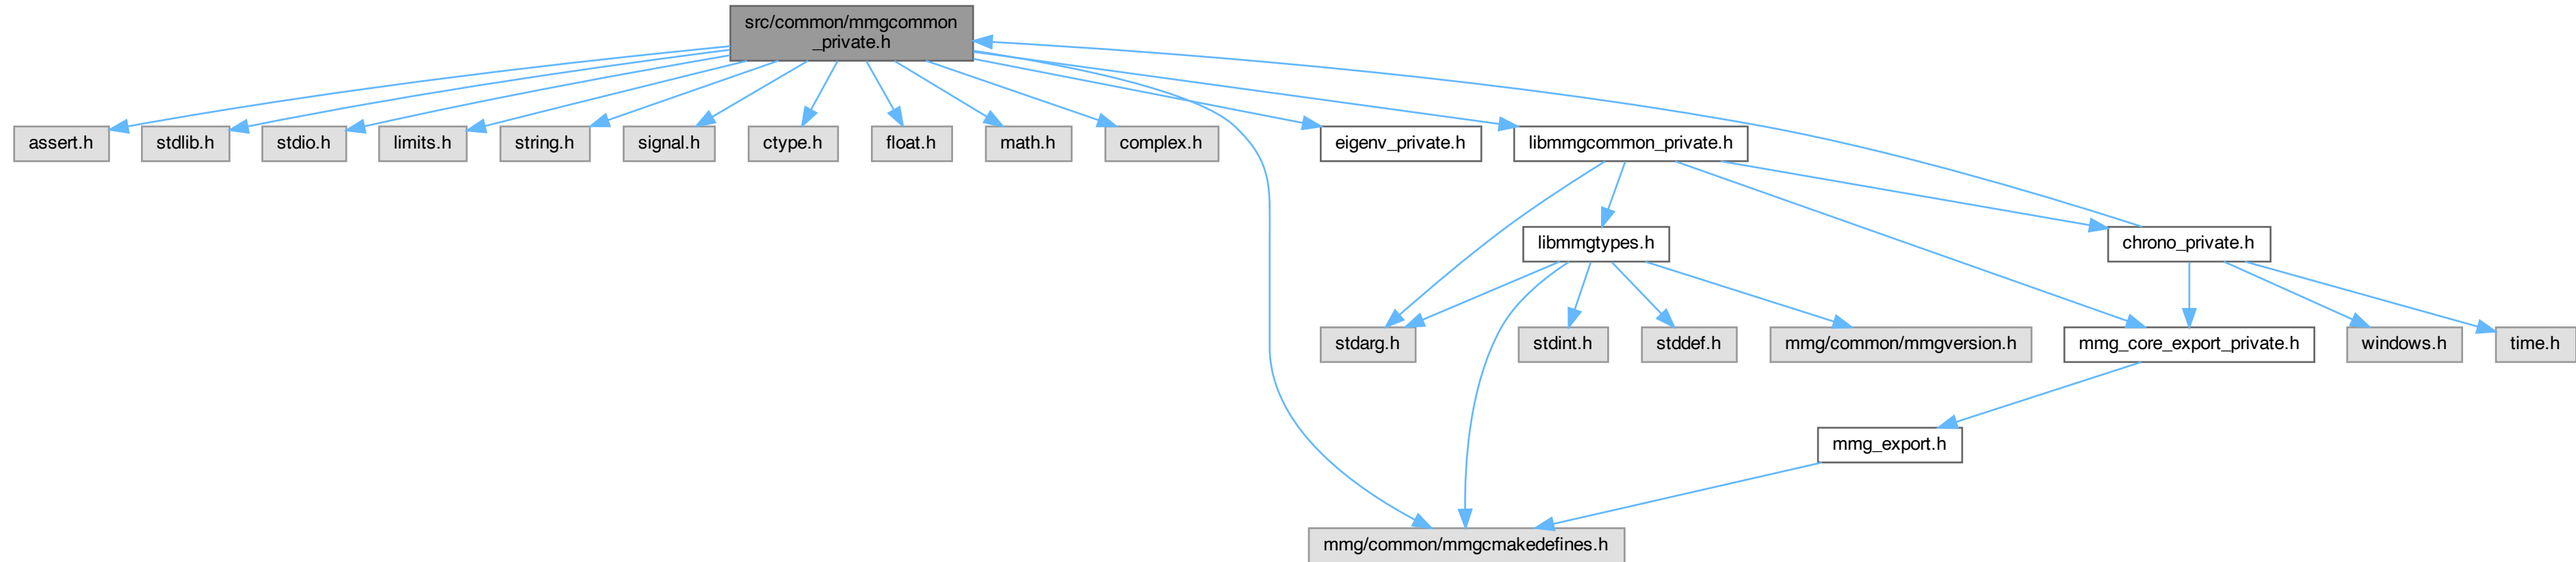 src/common/mmgcommon
_private.h
assert.h
stdlib.h
stdio.h
limits.h
string.h
signal.h
ctype.h
float.h
math.h
complex.h
eigenv_private.h
libmmgcommon_private.h
libmmgtypes.h
chrono_private.h
stdarg.h
stdint.h
stddef.h
mmg/common/mmgversion.h
mmg_core_export_private.h
windows.h
time.h
mmg_export.h
mmg/common/mmgcmakedefines.h